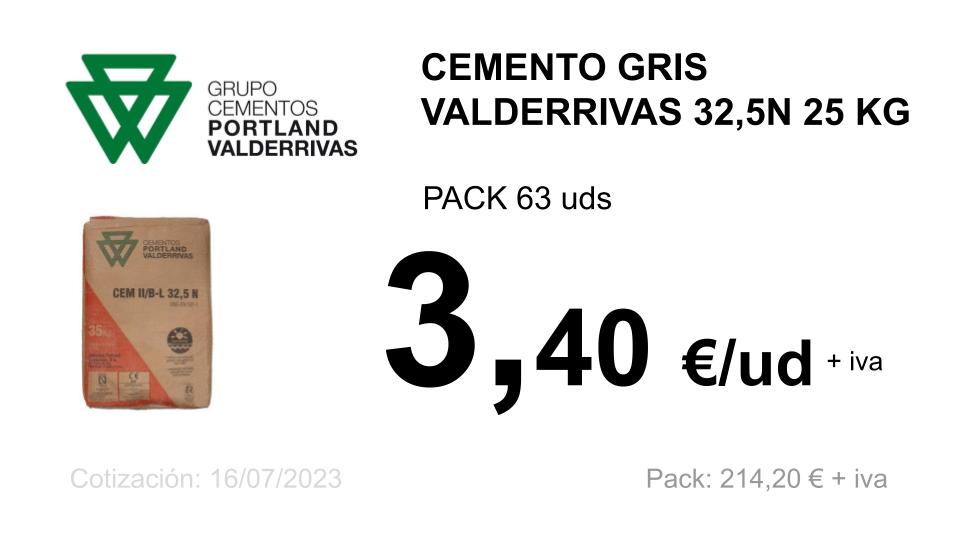 GRUPO
CEMENTOS
PORTLAND
VALDERRIVAS
CEMENTO GRIS
VALDERRIVAS 32,5N 25 KG
PACK 63 uds
3,40 €/ud + iva
CEMENTOS
PORTLAND
VALDERRIVAS
CEM II/B-L 32,5 N
35
Cotización: 16/07/2023
Pack: 214,20 € + iva